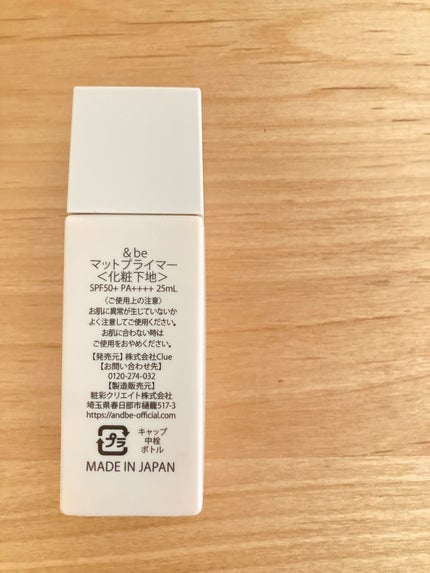 &be
マットプライマー
＜化粧下地＞
SPF50+ PA++++ 25mL
〈ご使用上の注意〉
お肌に異常が生じていないか
よく注意してご使用ください。
お肌に合わない時は
ご使用をおやめください。
【発売元】株式会社Clue
【お問い合わせ先】
0120-274-032
【製造販売元】
粧彩クリエイト株式会社
埼玉県春日部市樋籠517-3
https://andbe-official.com
プラ
キャップ
中栓
ボトル
MADE IN JAPAN